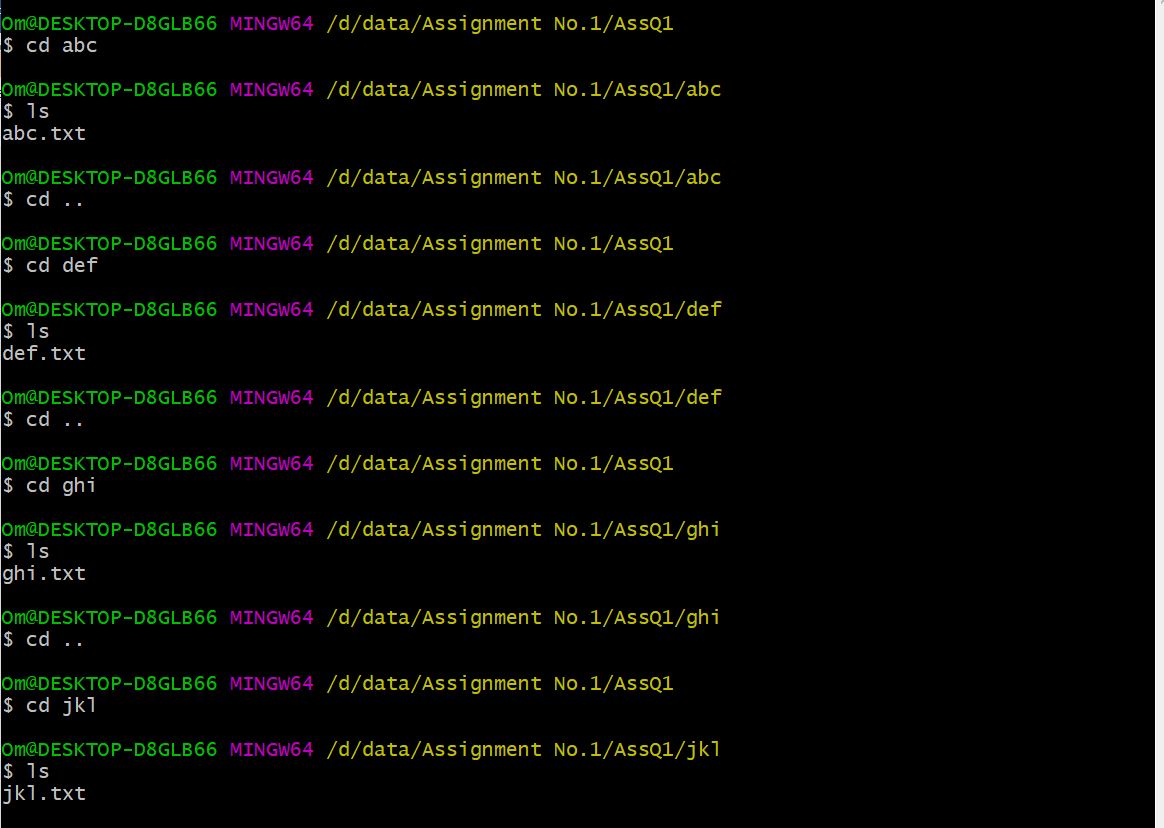 Om@DESKTOP-D8GLB66 MINGW64 /d/data/Assignment No.1/AssQ1
$ cd abc
Om@DESKTOP-D8GLB66 MINGW64 /d/data/Assignment No.1/AssQ1/abc
$ ls
abc.txt
Om@DESKTOP-D8GLB66 MINGW64 /d/data/Assignment No.1/AssQ1/abc
$ cd ..
Om@DESKTOP-D8GLB66 MINGW64 /d/data/Assignment No.1/AssQ1
$ cd def
Om@DESKTOP-D8GLB66 MINGW64 /d/data/Assignment No.1/AssQ1/def
$ ls
def.txt
Om@DESKTOP-D8GLB66 MINGW64 /d/data/Assignment No.1/AssQ1/def
$ cd ..
Om@DESKTOP-D8GLB66 MINGW64 /d/data/Assignment No.1/AssQ1
$ cd ghi
Om@DESKTOP-D8GLB66 MINGW64 /d/data/Assignment No.1/AssQ1/ghi
$ ls
ghi.txt
Om@DESKTOP-D8GLB66 MINGW64 /d/data/Assignment No.1/AssQ1/ghi
$ cd ..
Om@DESKTOP-D8GLB66 MINGW64 /d/data/Assignment No.1/AssQ1
$ cd jkl
Om@DESKTOP-D8GLB66 MINGW64 /d/data/Assignment No.1/AssQ1/jkl
$ ls
jkl.txt